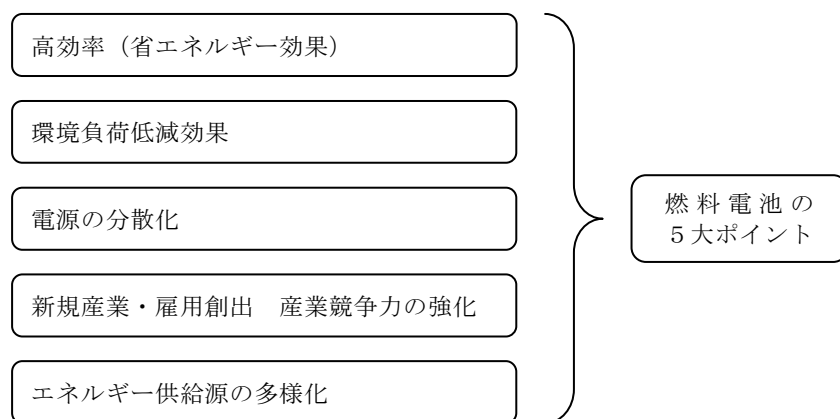 高効率（省エネルギー効果）
環境負荷低減効果
電源の分散化
新規産業・雇用創出　産業競争力の強化
エネルギー供給源の多様化
燃料電池の
５大ポイント